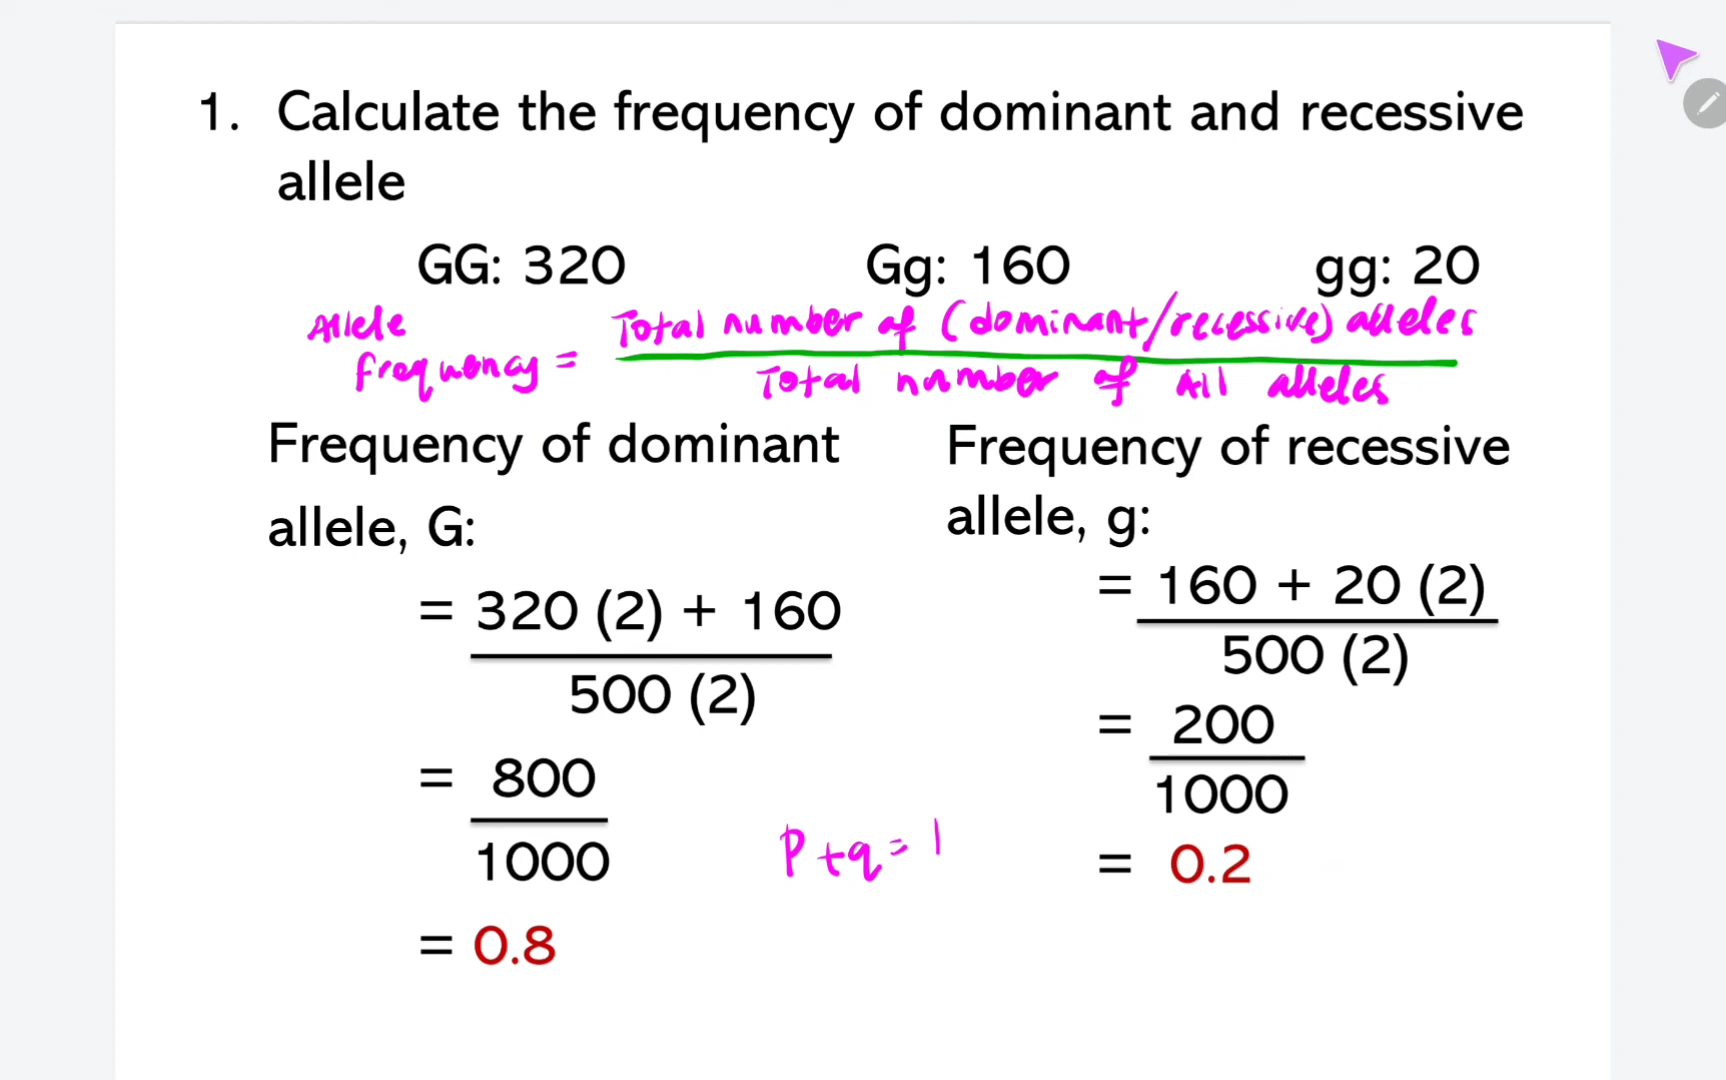 1. Calculate the frequency of dominant and recessive
allele
GG: 320 Gg: 160 gg: 20
Allele
frequency =
Total number of (dominant/recessive) alleles
Total number of All alleles
Frequency of dominant
allele, G:
= 320 (2) + 160
500 (2)
= 800
1000
= 0.8
P+q = 1
Frequency of recessive
allele, g:
= 160 + 20 (2)
500 (2)
= 200
1000
= 0.2